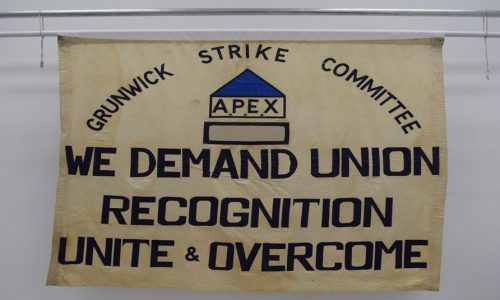 GRUNWICK STRIKE COMMITTEE
A.P.E.X
WE DEMAND UNION
RECOGNITION
UNITE & OVERCOME